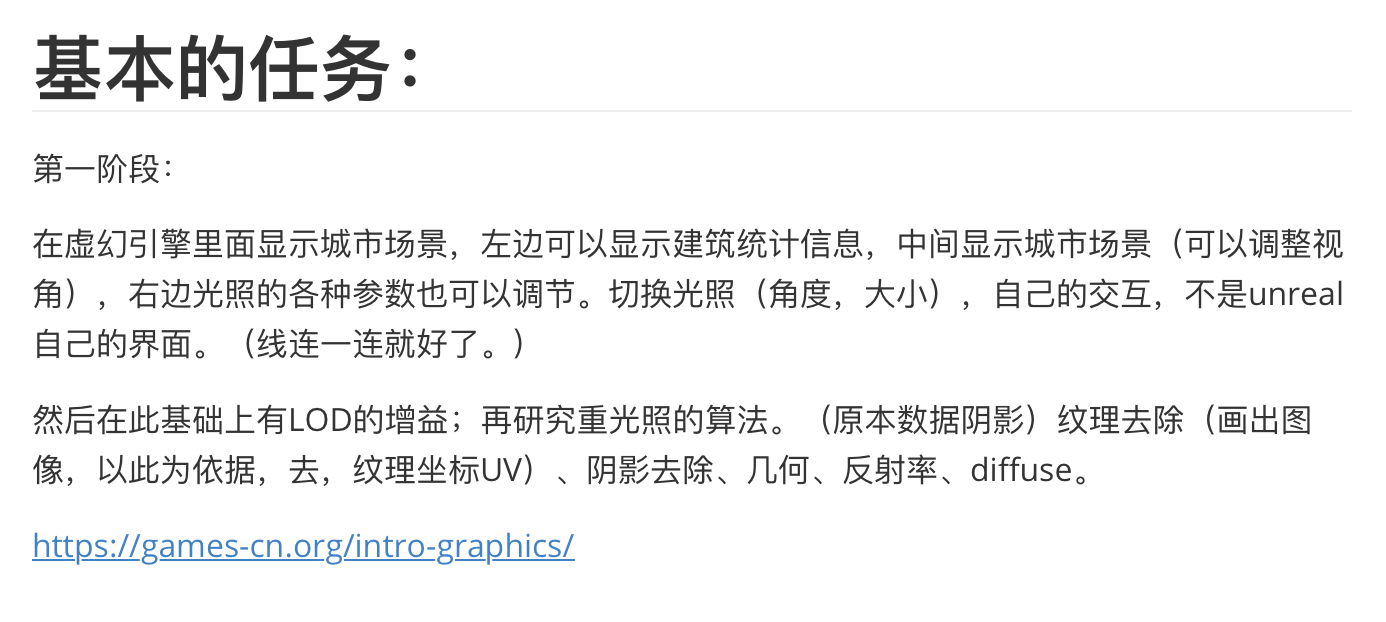 基本的任务：
第一阶段：
在虚幻引擎里面显示城市场景，左边可以显示建筑统计信息，中间显示城市场景（可以调整视
角），右边光照的各种参数也可以调节。切换光照（角度，大小），自己的交互，不是unreal
自己的界面。（线连一连就好了。）
然后在此基础上有LOD的增益；再研究重光照的算法。（原本数据阴影）纹理去除（画出图
像，以此为依据，去，纹理坐标UV）、阴影去除、几何、反射率、diffuse。
https://games-cn.org/intro-graphics/